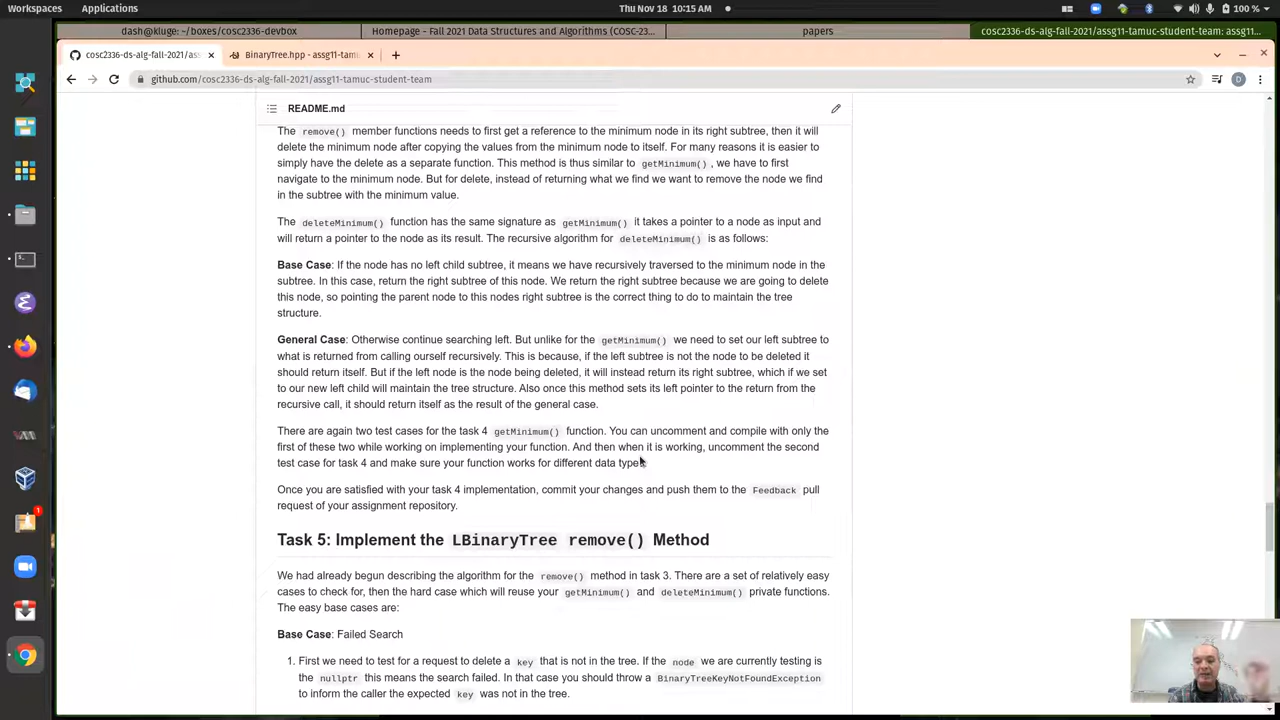 Workspaces Applications Thu Nov 18 10:15 AM 100 %
dash@kluge: ~/boxes/cosc2336-devbox Homepage - Fall 2021 Data Structures and Algorithms (COSC-23... papers cosc2336-ds-alg-fall-2021/assg11-tamuc-student-team: assg11...
cosc2336-ds-alg-fall-2021/ass BinaryTree.hpp - assg11-tamu
github.com/cosc2336-ds-alg-fall-2021/assg11-tamuc-student-team D
README.md
The remove() member functions needs to first get a reference to the minimum node in its right subtree, then it will
delete the minimum node after copying the values from the minimum node to itself. For many reasons it is easier to
simply have the delete as a separate function. This method is thus similar to getMinimum() , we have to first
navigate to the minimum node. But for delete, instead of returning what we find we want to remove the node we find
in the subtree with the minimum value.
The deleteMinimum() function has the same signature as getMinimum() it takes a pointer to a node as input and
will return a pointer to the node as its result. The recursive algorithm for deleteMinimum() is as follows:
Base Case: If the node has no left child subtree, it means we have recursively traversed to the minimum node in the
subtree. In this case, return the right subtree of this node. We return the right subtree because we are going to delete
this node, so pointing the parent node to this nodes right subtree is the correct thing to do to maintain the tree
structure.
General Case: Otherwise continue searching left. But unlike for the getMinimum() we need to set our left subtree to
what is returned from calling ourself recursively. This is because, if the left subtree is not the node to be deleted it
should return itself. But if the left node is the node being deleted, it will instead return its right subtree, which if we set
to our new left child will maintain the tree structure. Also once this method sets its left pointer to the return from the
recursive call, it should return itself as the result of the general case.
There are again two test cases for the task 4 getMinimum() function. You can uncomment and compile with only the
first of these two while working on implementing your function. And then when it is working, uncomment the second
test case for task 4 and make sure your function works for different data types
Once you are satisfied with your task 4 implementation, commit your changes and push them to the Feedback pull
request of your assignment repository.
Task 5: Implement the LBinaryTree remove() Method
We had already begun describing the algorithm for the remove() method in task 3. There are a set of relatively easy
cases to check for, then the hard case which will reuse your getMinimum() and deleteMinimum() private functions.
The easy base cases are:
Base Case: Failed Search
1. First we need to test for a request to delete a key that is not in the tree. If the node we are currently testing is
the nullptr this means the search failed. In that case you should throw a BinaryTreeKeyNotFoundException
to inform the caller the expected key was not in the tree.